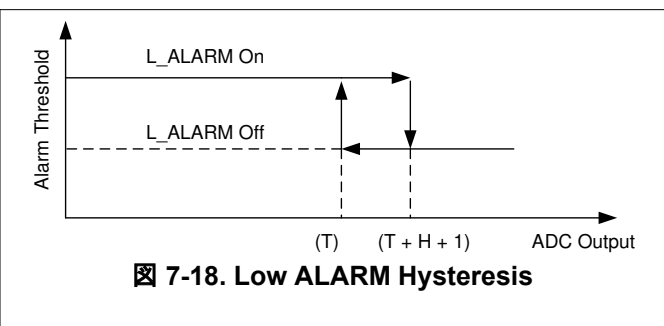 L_ALARM On
Alarm Threshold
L_ALARM Off
(T) (T + H + 1) ADC Output
図 7-18. Low ALARM Hysteresis